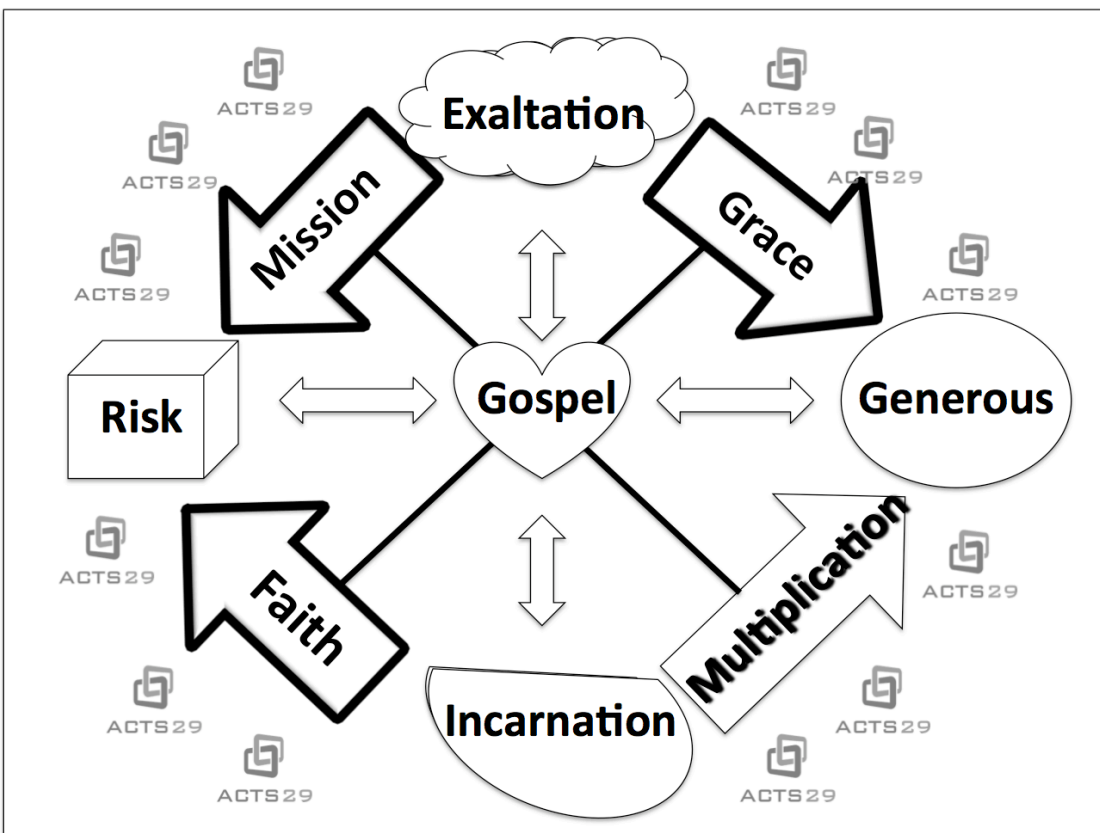 ACTS29
ACTS29
Exaltation
ACTS29
ACTS29
Mission
Grace
ACTS29
ACTS29
Risk
Gospel
Generous
ACTS29
ACTS29
Faith
Multiplication
ACTS29
ACTS29
Incarnation
ACTS29
ACTS29